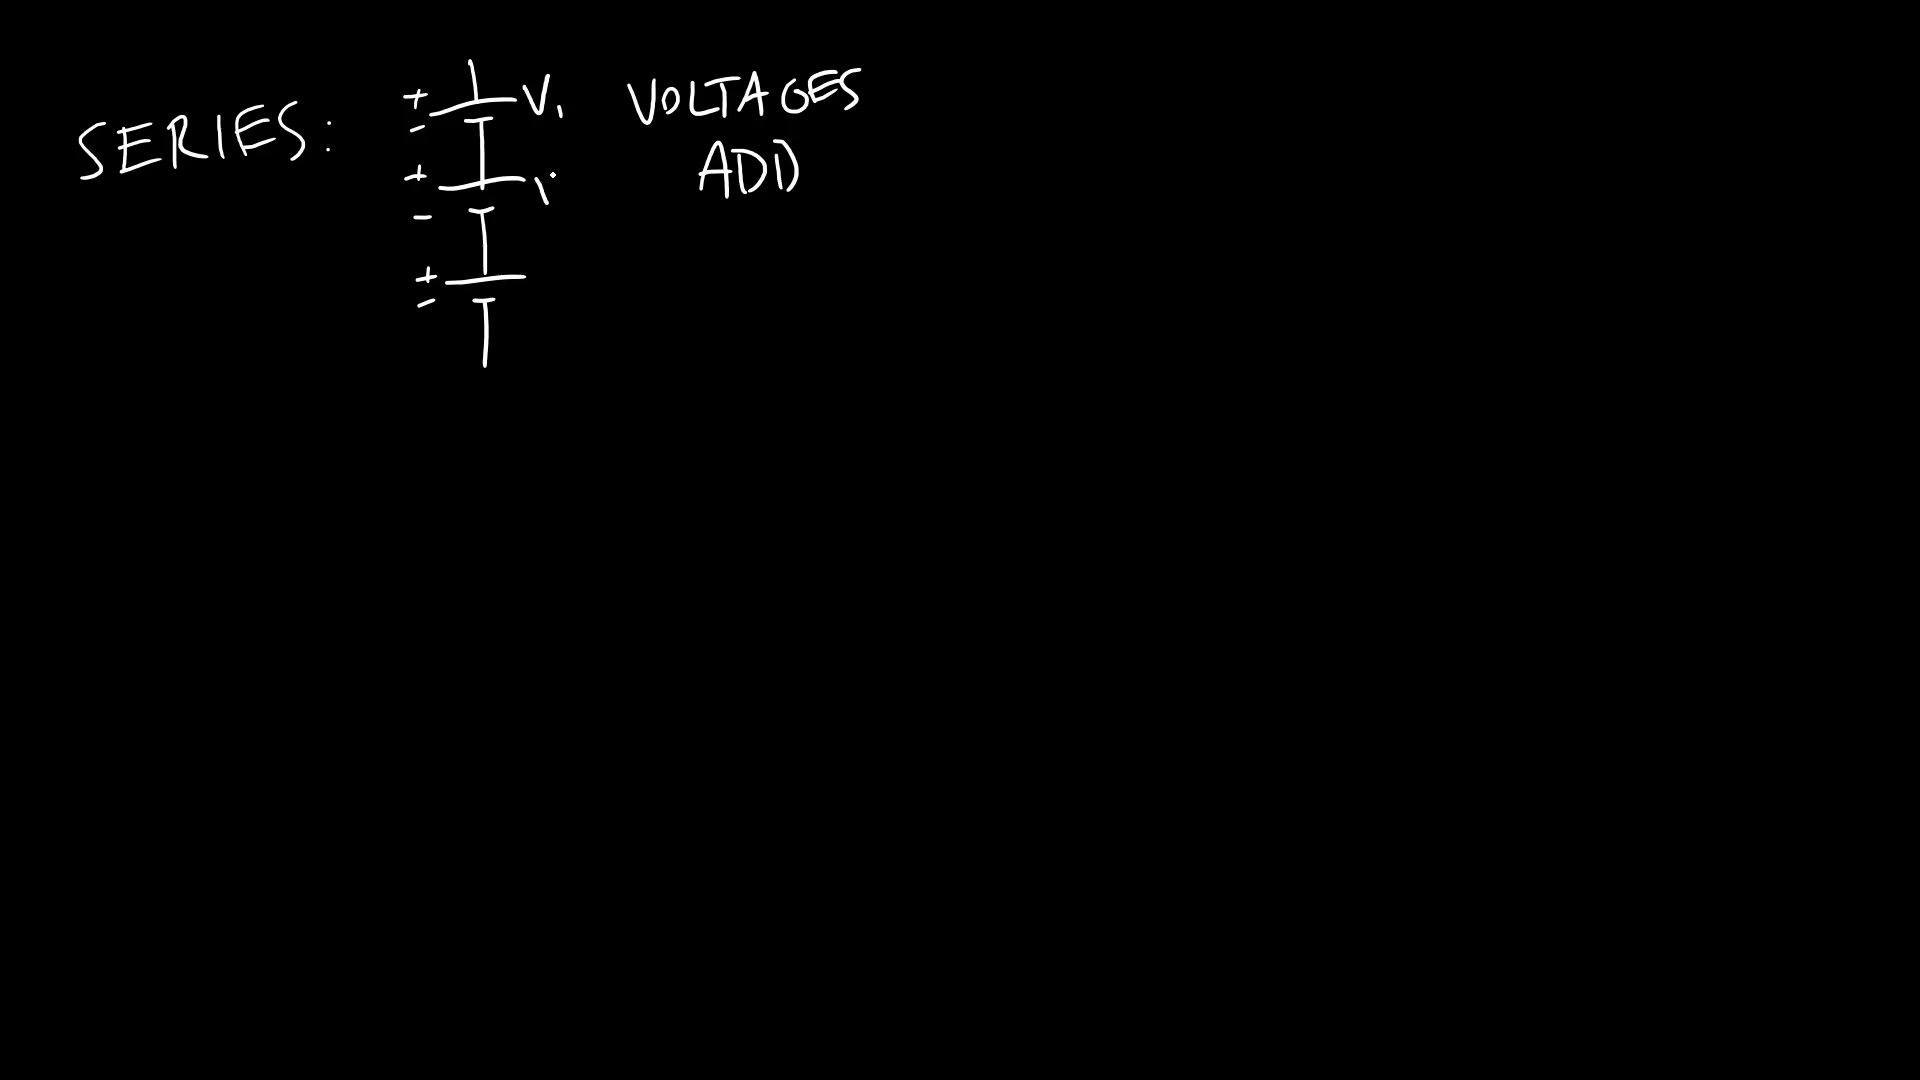 SERIES:
+ V₁ VOLTAGES
-
+ ADD
-
+
-